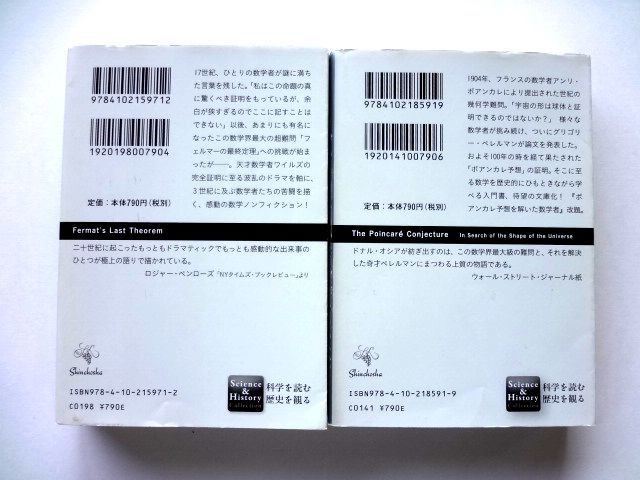 9784102159712
1920198007904
定価：本体790円(税別)
17世紀、ひとりの数学者が謎に満ち
た言葉を残した。「私はこの命題の真
に驚くべき証明をもっているが、余
白が狭すぎるのでここに記すことは
できない」以後、あまりにも有名に
なったこの数学界最大の超難問「フ
ェルマーの最終定理」への挑戦が始ま
ったが――。天才数学者ワイルズの
完全証明に至る波乱のドラマを軸に、
3世紀に及ぶ数学者たちの苦闘を描
く、感動の数学ノンフィクション！
Fermat's Last Theorem
二十世紀に起こったもっともドラマティックでもっとも感動的な出来事の
ひとつが極上の語りで描かれている。
ロジャー・ペンローズ「NYタイムズ・ブックレビュー」より
Shinchosha
ISBN978-4-10-215971-2
C0198 ¥790E
Science
& History
Collection
科学を読む
歴史を観る
9784102185919
1920141007906
定価：本体790円(税別)
1904年、フランスの数学者アンリ・
ポアンカレにより提出された世紀の
幾何学難問。「宇宙の形は球体と証
明できるのではないか？」 様々な
数学者が挑み続け、ついにグリゴリ
ー・ペレルマンが論文を発表した。
およそ100年の時を経て果たされた
「ポアンカレ予想」の証明。そこに至
る数学を歴史的にひもときながら学
べる入門書、待望の文庫化！ 『ポ
アンカレ予想を解いた数学者』改題。
The Poincaré Conjecture In Search of the Shape of the Universe
ドナル・オシアが紡ぎ出すのは、この数学界最大級の難問と、それを解決
した奇才ペレルマンにまつわる上質の物語である。
ウォール・ストリート・ジャーナル紙
Shinchosha
ISBN978-4-10-218591-9
C0141 ¥790E
Science
& History
Collection
科学を読む
歴史を観る